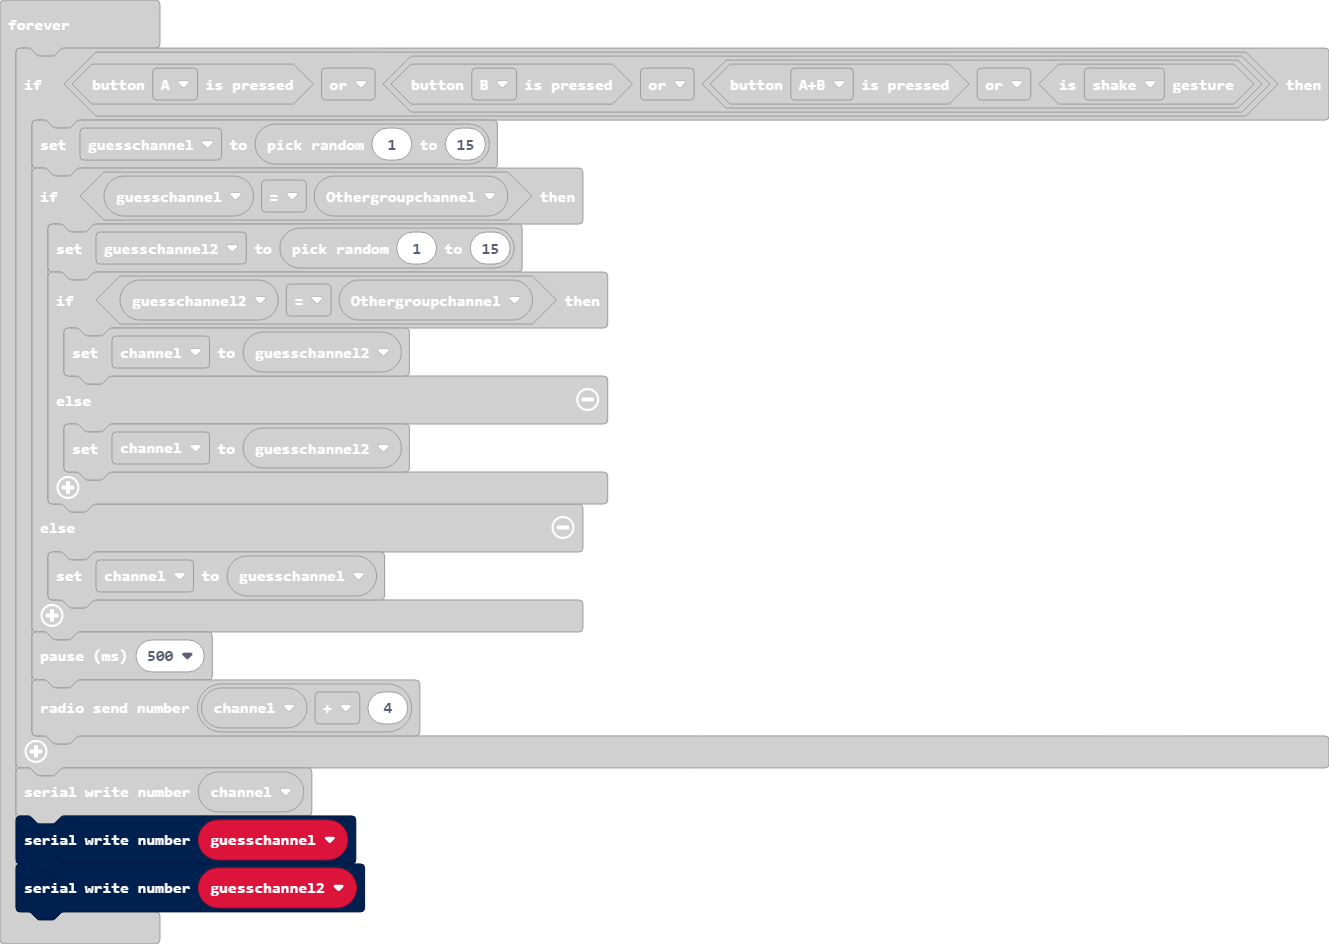 forever
if button A is pressed or button B is pressed or button A+B is pressed or is shake gesture then
set guesschannel to pick random 1 to 15
if guesschannel = Othergroupchannel then
set guesschannel2 to pick random 1 to 15
if guesschannel2 = Othergroupchannel then
set channel to guesschannel2
else
set channel to guesschannel2
else
set channel to guesschannel
pause (ms) 500
radio send number channel + 4
serial write number channel
serial write number guesschannel
serial write number guesschannel2